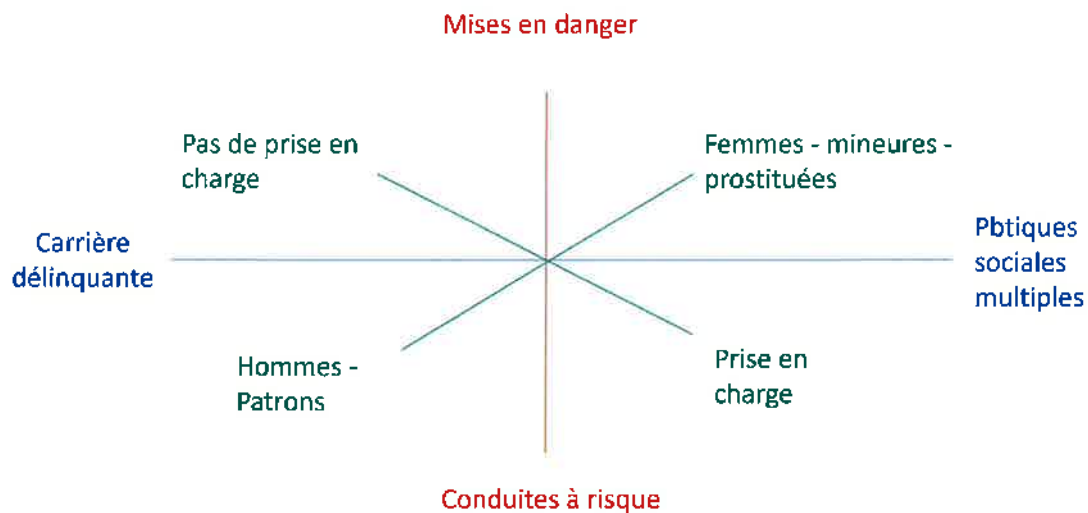 Mises en danger
Pas de prise en
charge
Femmes - mineures -
prostituées
Carrière
délinquante
Pbtiques
sociales
multiples
Hommes -
Patrons
Prise en
charge
Conduites à risque